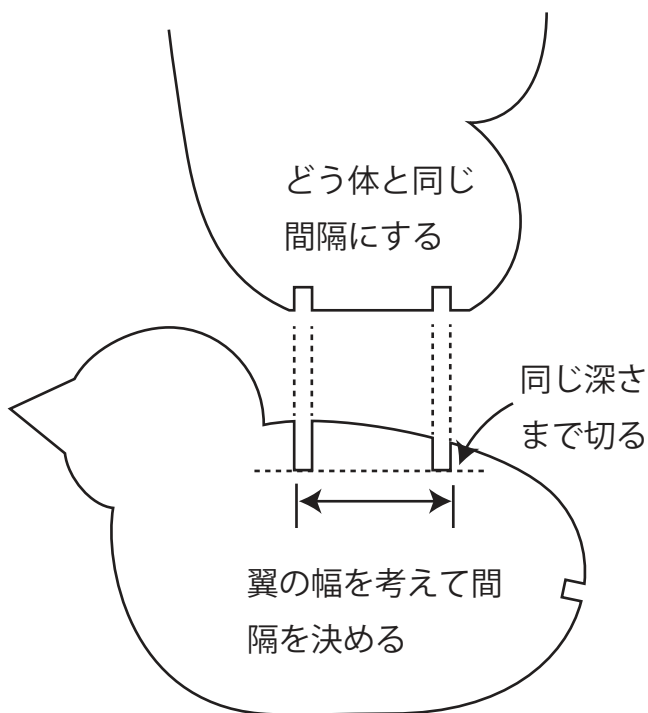 どう体と同じ
間隔にする
同じ深さ
まで切る
翼の幅を考えて間
隔を決める